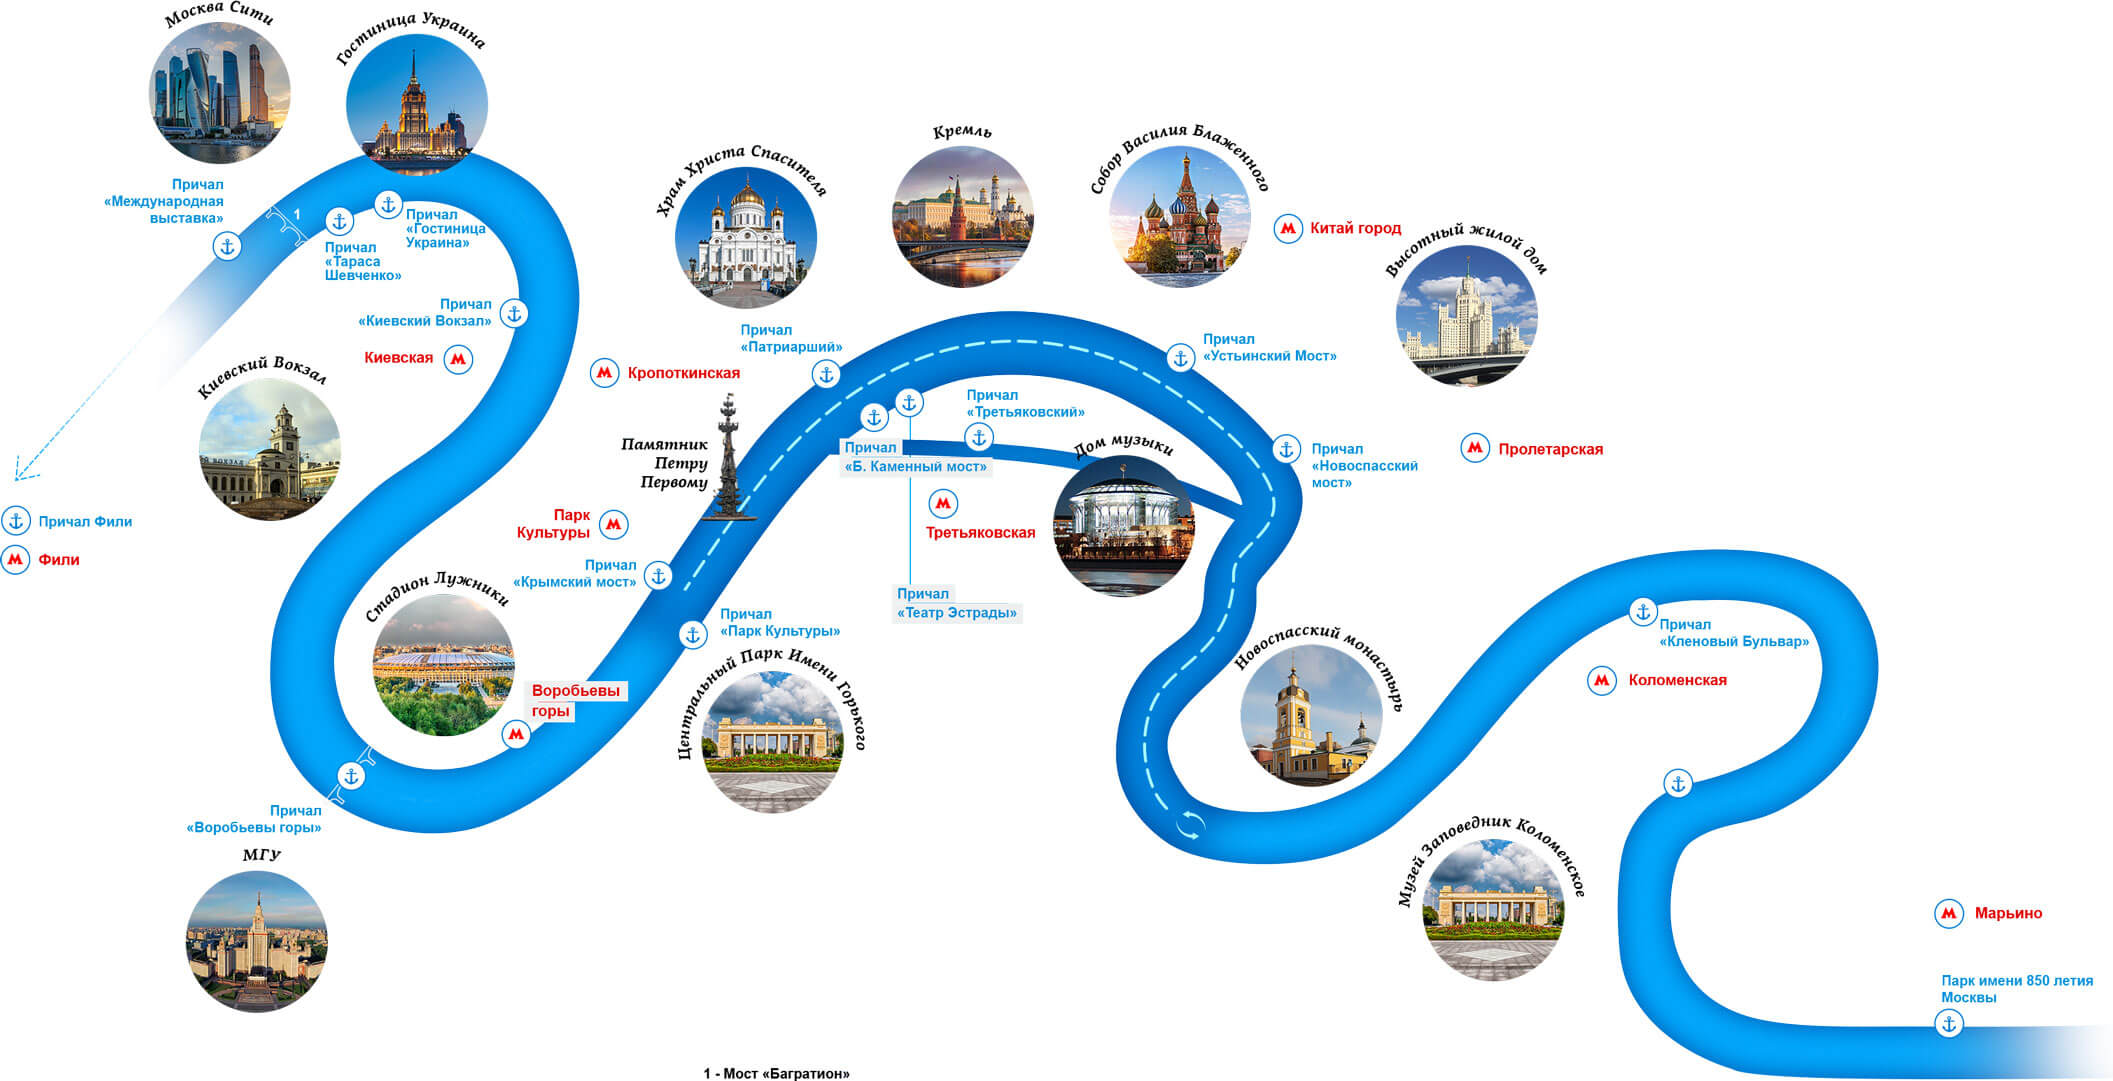 Москва Сити
Гостиница Украина
Причал
«Международная
выставка»
1
Причал
«Гостиница
Украина»
Причал
«Тараса
Шевченко»
Причал
«Киевский Вокзал»
Киевская
Киевский Вокзал
Причал Фили
Фили
Храм Христа Спасителя
Кремль
Собор Василия Блаженного
Китай город
Высотный жилой дом
Причал
«Патриарший»
Причал
«Устьинский Мост»
Кропоткинская
Причал
«Третьяковский»
Памятник
Петру
Первому
Причал
«Б. Каменный мост»
Дом музыки
Причал
«Новоспасский
мост»
Пролетарская
Парк
Культуры
Третьяковская
Причал
«Крымский мост»
Причал
«Театр Эстрады»
Стадион Лужники
Причал
«Парк Культуры»
Воробьевы
горы
Центральный Парк Имени Горького
Новоспасский монастырь
Причал
«Кленовый Бульвар»
Коломенская
Причал
«Воробьевы горы»
МГУ
Музей Заповедник Коломенское
Марьино
Парк имени 850 летия
Москвы
1 - Мост «Багратион»